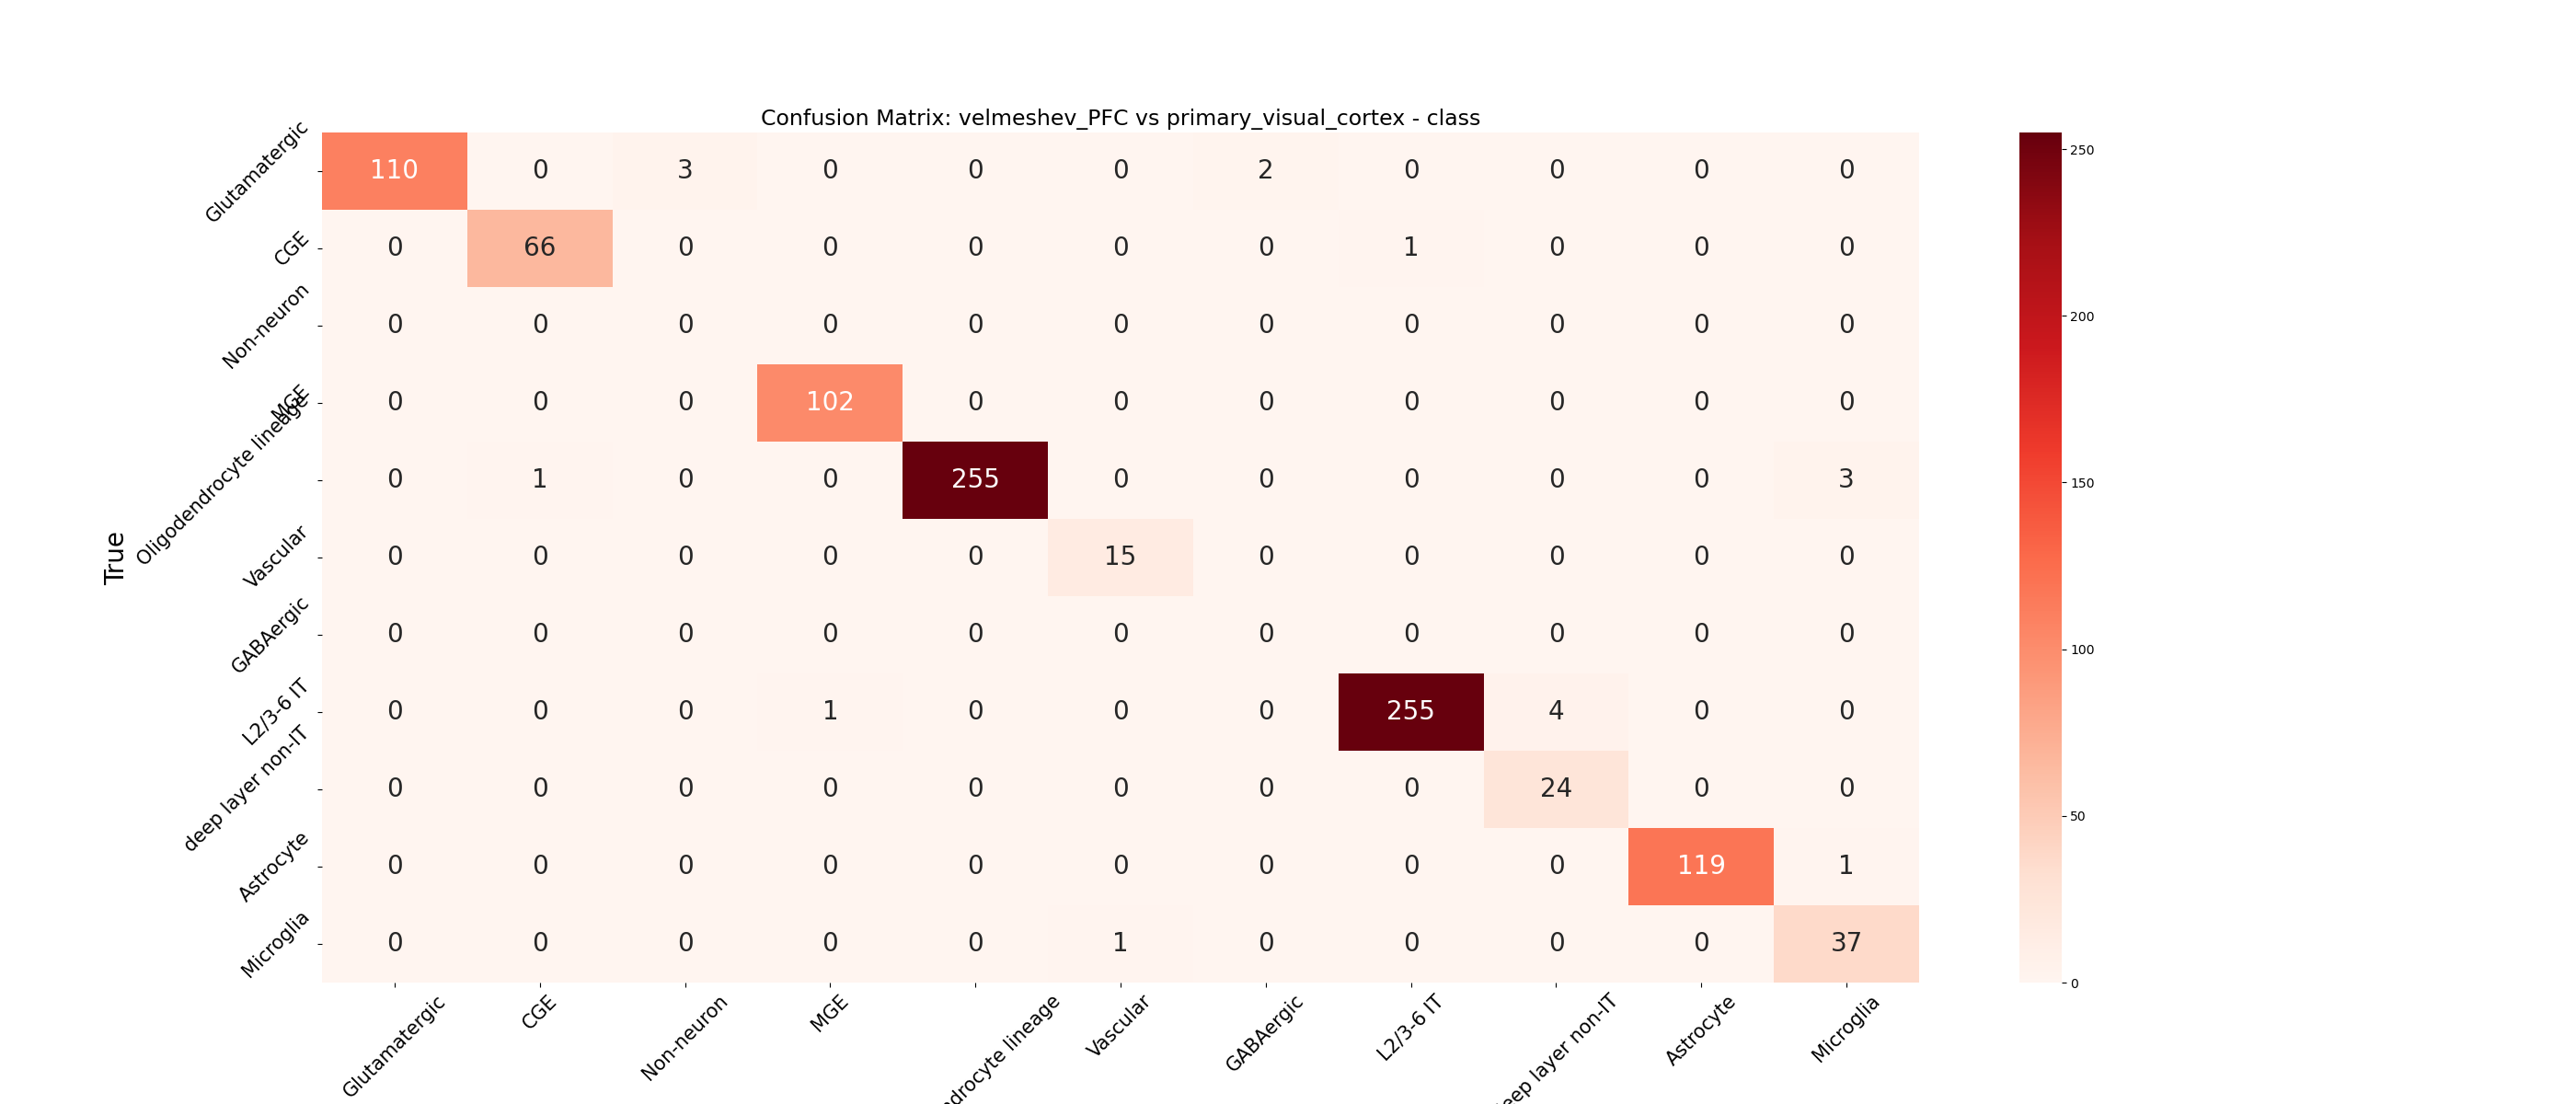 Confusion Matrix: velmeshev_PFC vs primary_visual_cortex - class
True
Glutamatergic 110 0 3 0 0 0 2 0 0 0 0
CGE 0 66 0 0 0 0 0 1 0 0 0
Non-neuron 0 0 0 0 0 0 0 0 0 0 0
MGE 0 0 0 102 0 0 0 0 0 0 0
Oligodendrocyte lineage 0 1 0 0 255 0 0 0 0 0 3
Vascular 0 0 0 0 0 15 0 0 0 0 0
GABAergic 0 0 0 0 0 0 0 0 0 0 0
L2/3-6 IT 0 0 0 1 0 0 0 255 4 0 0
deep layer non-IT 0 0 0 0 0 0 0 0 24 0 0
Astrocyte 0 0 0 0 0 0 0 0 0 119 1
Microglia 0 0 0 0 0 1 0 0 0 0 37
Glutamatergic CGE Non-neuron MGE lineage Vascular GABAergic L2/3-6 IT layer non-IT Astrocyte Microglia
250
200
150
100
50
0